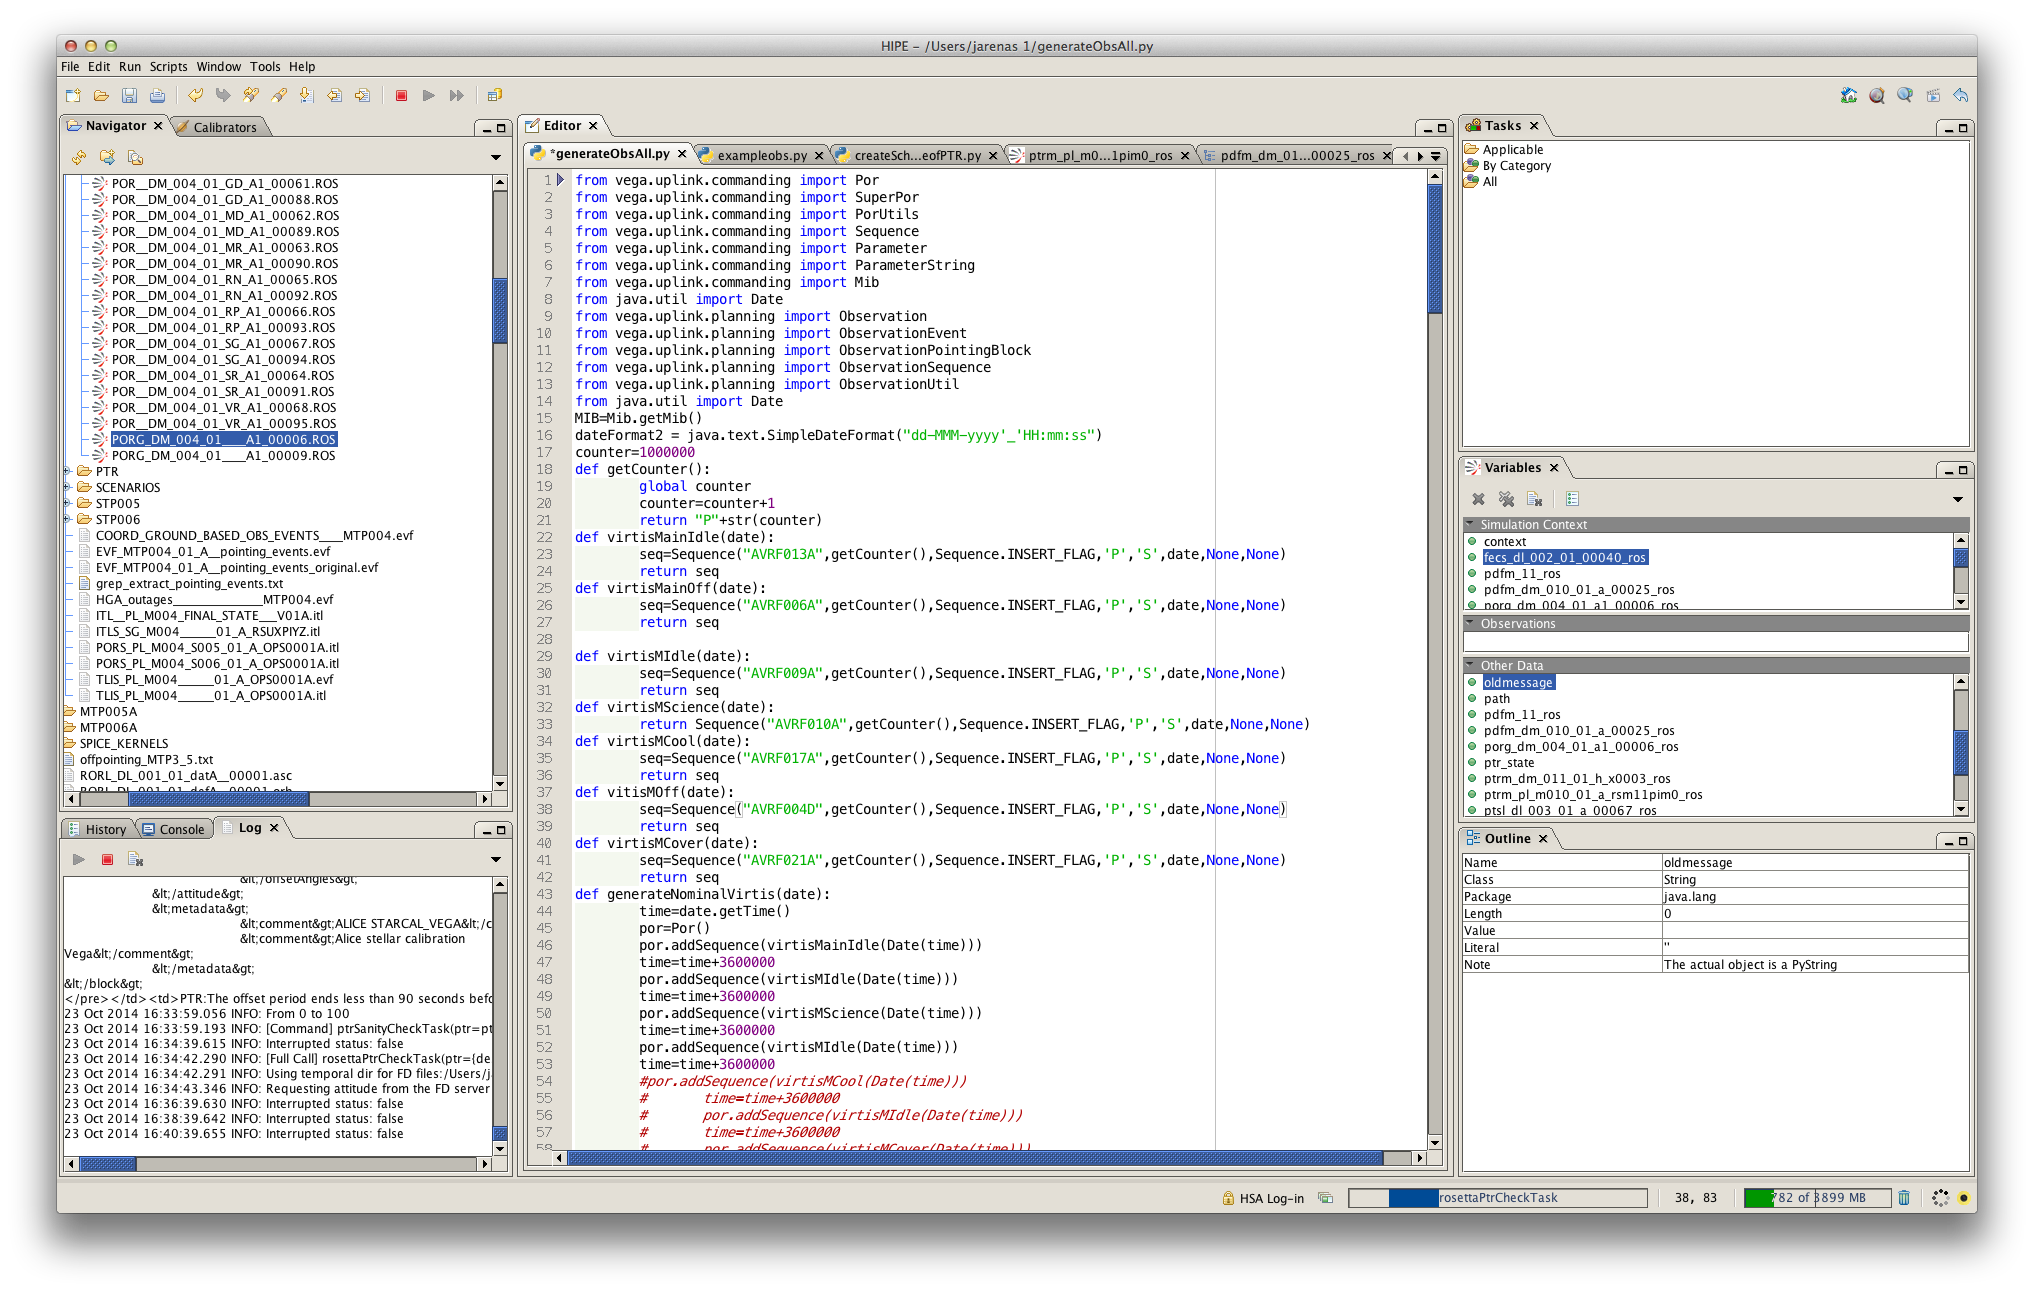 HIPE - /Users/jarenas 1/generateObsAll.py
File Edit Run Scripts Window Tools Help
Navigator
Calibrators
POR__DM_004_01_GD_A1_00061.ROS
POR__DM_004_01_GD_A1_00088.ROS
POR__DM_004_01_MD_A1_00062.ROS
POR__DM_004_01_MD_A1_00089.ROS
POR__DM_004_01_MR_A1_00063.ROS
POR__DM_004_01_MR_A1_00090.ROS
POR__DM_004_01_RN_A1_00065.ROS
POR__DM_004_01_RN_A1_00092.ROS
POR__DM_004_01_RP_A1_00066.ROS
POR__DM_004_01_RP_A1_00093.ROS
POR__DM_004_01_SG_A1_00067.ROS
POR__DM_004_01_SG_A1_00094.ROS
POR__DM_004_01_SR_A1_00064.ROS
POR__DM_004_01_SR_A1_00091.ROS
POR__DM_004_01_VR_A1_00068.ROS
POR__DM_004_01_VR_A1_00095.ROS
PORG_DM_004_01____A1_00006.ROS
PORG_DM_004_01____A1_00009.ROS
PTR
SCENARIOS
STP005
STP006
COORD_GROUND_BASED_OBS_EVENTS____MTP004.evf
EVF_MTP004_01_A__pointing_events.evf
EVF_MTP004_01_A__pointing_events_original.evf
grep_extract_pointing_events.txt
HGA_outages______________MTP004.evf
ITL__PL_M004_FINAL_STATE___V01A.itl
ITLS_SG_M004______01_A_RSUXPIYZ.itl
PORS_PL_M004_S005_01_A_OPS0001A.itl
PORS_PL_M004_S006_01_A_OPS0001A.itl
TLIS_PL_M004______01_A_OPS0001A.evf
TLIS_PL_M004______01_A_OPS0001A.itl
MTP005A
MTP006A
SPICE_KERNELS
offpointing_MTP3_5.txt
RORL_DL_001_01_datA__00001.asc
History
Console
Log
&lt;/offsetAngles&gt;
&lt;/attitude&gt;
&lt;metadata&gt;
&lt;comment&gt;ALICE STARCAL_VEGA&lt;/c
&lt;comment&gt;Alice stellar calibration
Vega&lt;/comment&gt;
&lt;/metadata&gt;
&lt;/block&gt;
</pre></td><td>PTR:The offset period ends less than 90 seconds befo
23 Oct 2014 16:33:59.056 INFO: From 0 to 100
23 Oct 2014 16:33:59.193 INFO: [Command] ptrSanityCheckTask(ptr=pt
23 Oct 2014 16:34:39.615 INFO: Interrupted status: false
23 Oct 2014 16:34:42.290 INFO: [Full Call] rosettaPtrCheckTask(ptr={de
23 Oct 2014 16:34:42.291 INFO: Using temporal dir for FD files:/Users/j
23 Oct 2014 16:34:43.346 INFO: Requesting attitude from the FD server
23 Oct 2014 16:36:39.630 INFO: Interrupted status: false
23 Oct 2014 16:38:39.642 INFO: Interrupted status: false
23 Oct 2014 16:40:39.655 INFO: Interrupted status: false
Editor
*generateObsAll.py
exampleobs.py
createSch...eofPTR.py
ptrm_pl_m0...1pim0_ros
pdfm_dm_01...00025_ros
1 from vega.uplink.commanding import Por
2 from vega.uplink.commanding import SuperPor
3 from vega.uplink.commanding import PorUtils
4 from vega.uplink.commanding import Sequence
5 from vega.uplink.commanding import Parameter
6 from vega.uplink.commanding import ParameterString
7 from vega.uplink.commanding import Mib
8 from java.util import Date
9 from vega.uplink.planning import Observation
10 from vega.uplink.planning import ObservationEvent
11 from vega.uplink.planning import ObservationPointingBlock
12 from vega.uplink.planning import ObservationSequence
13 from vega.uplink.planning import ObservationUtil
14 from java.util import Date
15 MIB=Mib.getMib()
16 dateFormat2 = java.text.SimpleDateFormat("dd-MMM-yyyy'_'HH:mm:ss")
17 counter=1000000
18 def getCounter():
19 global counter
20 counter=counter+1
21 return "P"+str(counter)
22 def virtisMainIdle(date):
23 seq=Sequence("AVRF013A",getCounter(),Sequence.INSERT_FLAG,'P','S',date,None,None)
24 return seq
25 def virtisMainOff(date):
26 seq=Sequence("AVRF006A",getCounter(),Sequence.INSERT_FLAG,'P','S',date,None,None)
27 return seq
28
29 def virtisMIdle(date):
30 seq=Sequence("AVRF009A",getCounter(),Sequence.INSERT_FLAG,'P','S',date,None,None)
31 return seq
32 def virtisMScience(date):
33 return Sequence("AVRF010A",getCounter(),Sequence.INSERT_FLAG,'P','S',date,None,None)
34 def virtisMCool(date):
35 seq=Sequence("AVRF017A",getCounter(),Sequence.INSERT_FLAG,'P','S',date,None,None)
36 return seq
37 def vitisMOff(date):
38 seq=Sequence("AVRF004D",getCounter(),Sequence.INSERT_FLAG,'P','S',date,None,None)
39 return seq
40 def virtisMCover(date):
41 seq=Sequence("AVRF021A",getCounter(),Sequence.INSERT_FLAG,'P','S',date,None,None)
42 return seq
43 def generateNominalVirtis(date):
44 time=date.getTime()
45 por=Por()
46 por.addSequence(virtisMainIdle(Date(time)))
47 time=time+3600000
48 por.addSequence(virtisMIdle(Date(time)))
49 time=time+3600000
50 por.addSequence(virtisMScience(Date(time)))
51 time=time+3600000
52 por.addSequence(virtisMIdle(Date(time)))
53 time=time+3600000
54 #por.addSequence(virtisMCool(Date(time)))
55 # time=time+3600000
56 # por.addSequence(virtisMIdle(Date(time)))
57 # time=time+3600000
58 # por.addSequence(virtisMCover(Date(time)))
Tasks
Applicable
By Category
All
Variables
Simulation Context
context
fecs_dl_002_01_00040_ros
pdfm_11_ros
pdfm_dm_010_01_a_00025_ros
porg_dm_004_01_a1_00006_ros
Observations
Other Data
oldmessage
path
pdfm_11_ros
pdfm_dm_010_01_a_00025_ros
porg_dm_004_01_a1_00006_ros
ptr_state
ptrm_dm_011_01_h_x0003_ros
ptrm_pl_m010_01_a_rsm11pim0_ros
ptsl_dl_003_01_a_00067_ros
Outline
Name oldmessage
Class String
Package java.lang
Length 0
Value
Literal ''
Note The actual object is a PyString
HSA Log-in
rosettaPtrCheckTask
38, 83
782 of 3899 MB